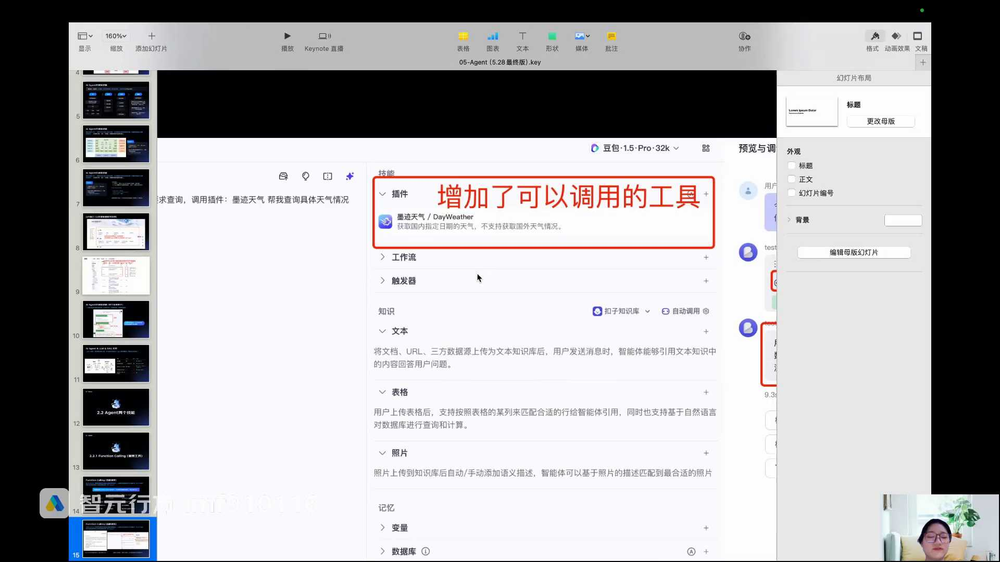 160%
显示
缩放
添加幻灯片
播放
Keynote 直播
表格
图表
文本
形状
媒体
批注
协作
格式
动画效果
文稿
05-Agent (5.28最终版).key
4
5
6
7
8
9
10
11
2.2 Agent两个技能
12
2.2.1 Function Calling (调用工具)
13
14
15
豆包·1.5·Pro·32k
求查询，调用插件：墨迹天气 帮我查询具体天气情况
技能
插件
增加了可以调用的工具
墨迹天气 / DayWeather
获取国内指定日期的天气，不支持获取国外天气情况。
工作流
触发器
知识
扣子知识库
自动调用
文本
将文档、URL、三方数据源上传为文本知识库后，用户发送消息时，智能体能够引用文本知识中
的内容回答用户问题。
表格
用户上传表格后，支持按照表格的某列来匹配合适的行给智能体引用，同时也支持基于自然语言
对数据库进行查询和计算。
照片
照片上传到知识库后自动/手动添加语义描述，智能体可以基于照片的描述匹配到最合适的照片
记忆
变量
数据库
预览与调
用户
test
9.3s
幻灯片布局
Lorem Ipsum Dolor
标题
更改母版
外观
标题
正文
幻灯片编号
背景
编辑母版幻灯片
智元行